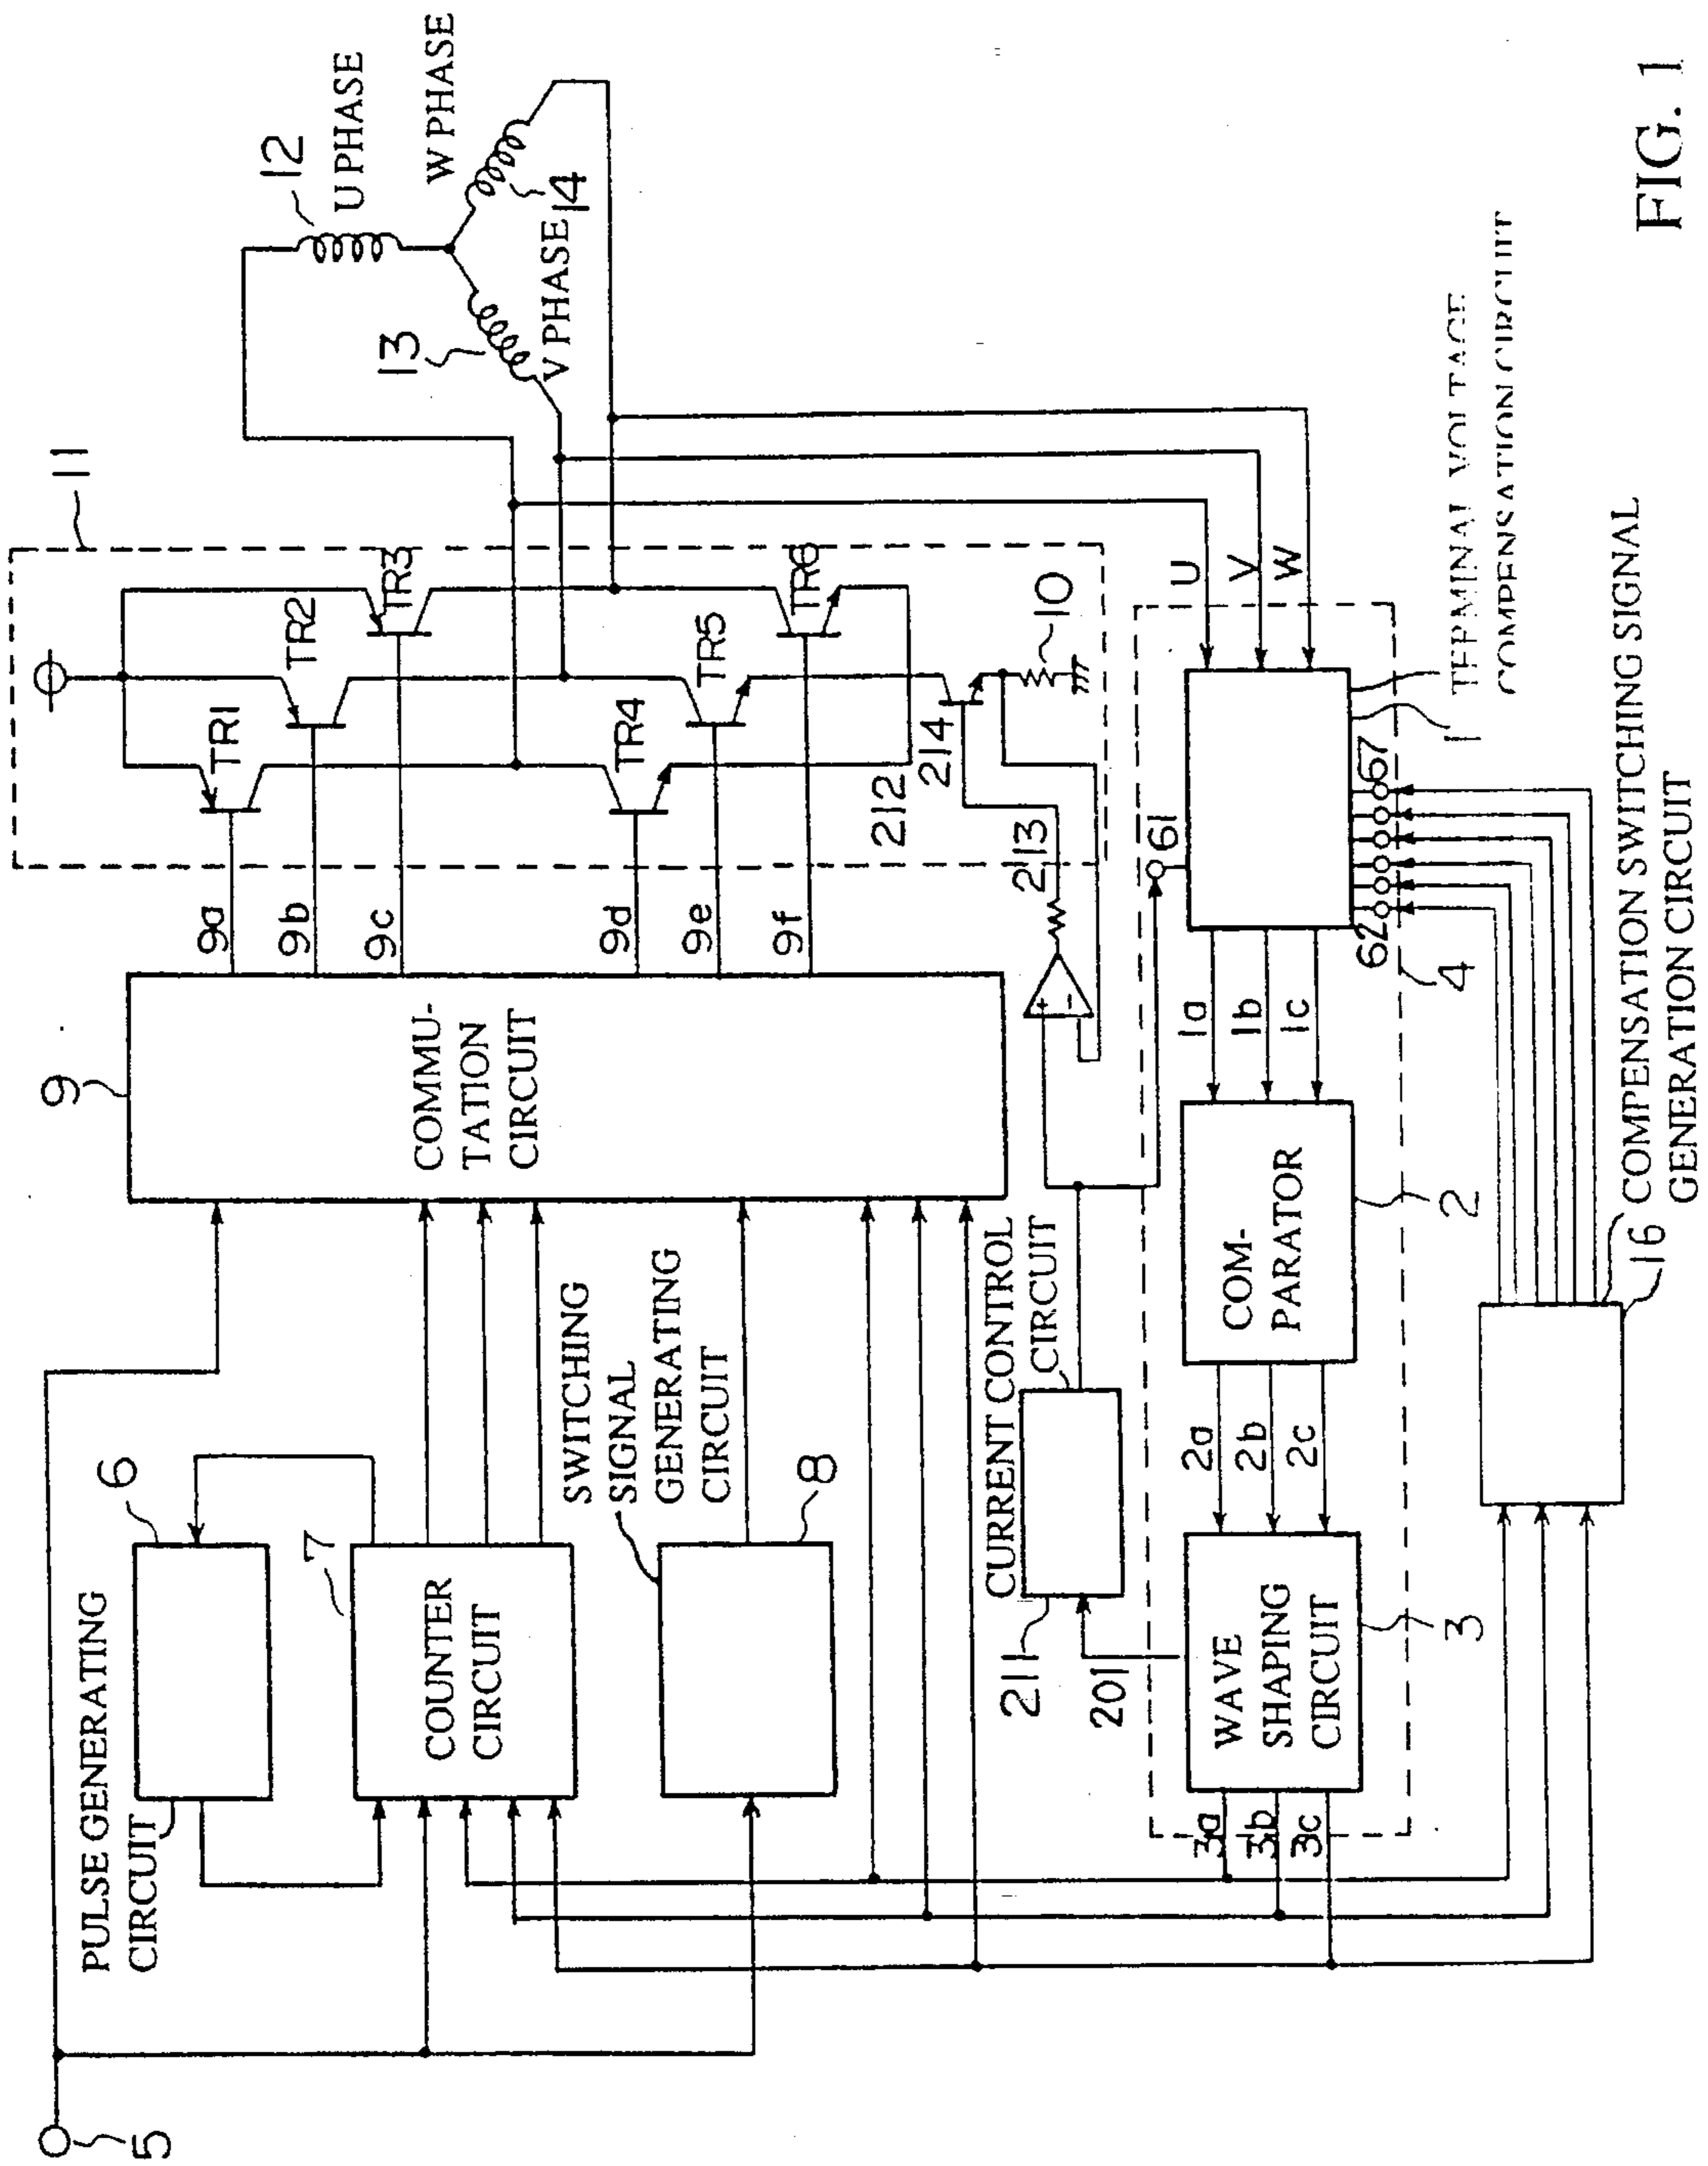 FIG. 1
5
PULSE GENERATING
CIRCUIT
6
7
COUNTER
CIRCUIT
SWITCHING
SIGNAL
GENERATING
CIRCUIT
8
9
COMMU-
TATION
CIRCUIT
9a
9b
9c
9d
9e
9f
11
TR1
TR2
TR3
TR4
TR5
TR6
212
214
213
10
12
U PHASE
W PHASE
14
13
V PHASE
CURRENT CONTROL
CIRCUIT
211
201
61
U
V
W
1
TERMINAL VOLTAGE
COMPENSATION CIRCUIT
62
67
4
1a
1b
1c
COM-
PARATOR
2
2a
2b
2c
WAVE
SHAPING
CIRCUIT
3
3a
3b
3c
16
COMPENSATION SWITCHING SIGNAL
GENERATION CIRCUIT
+
-